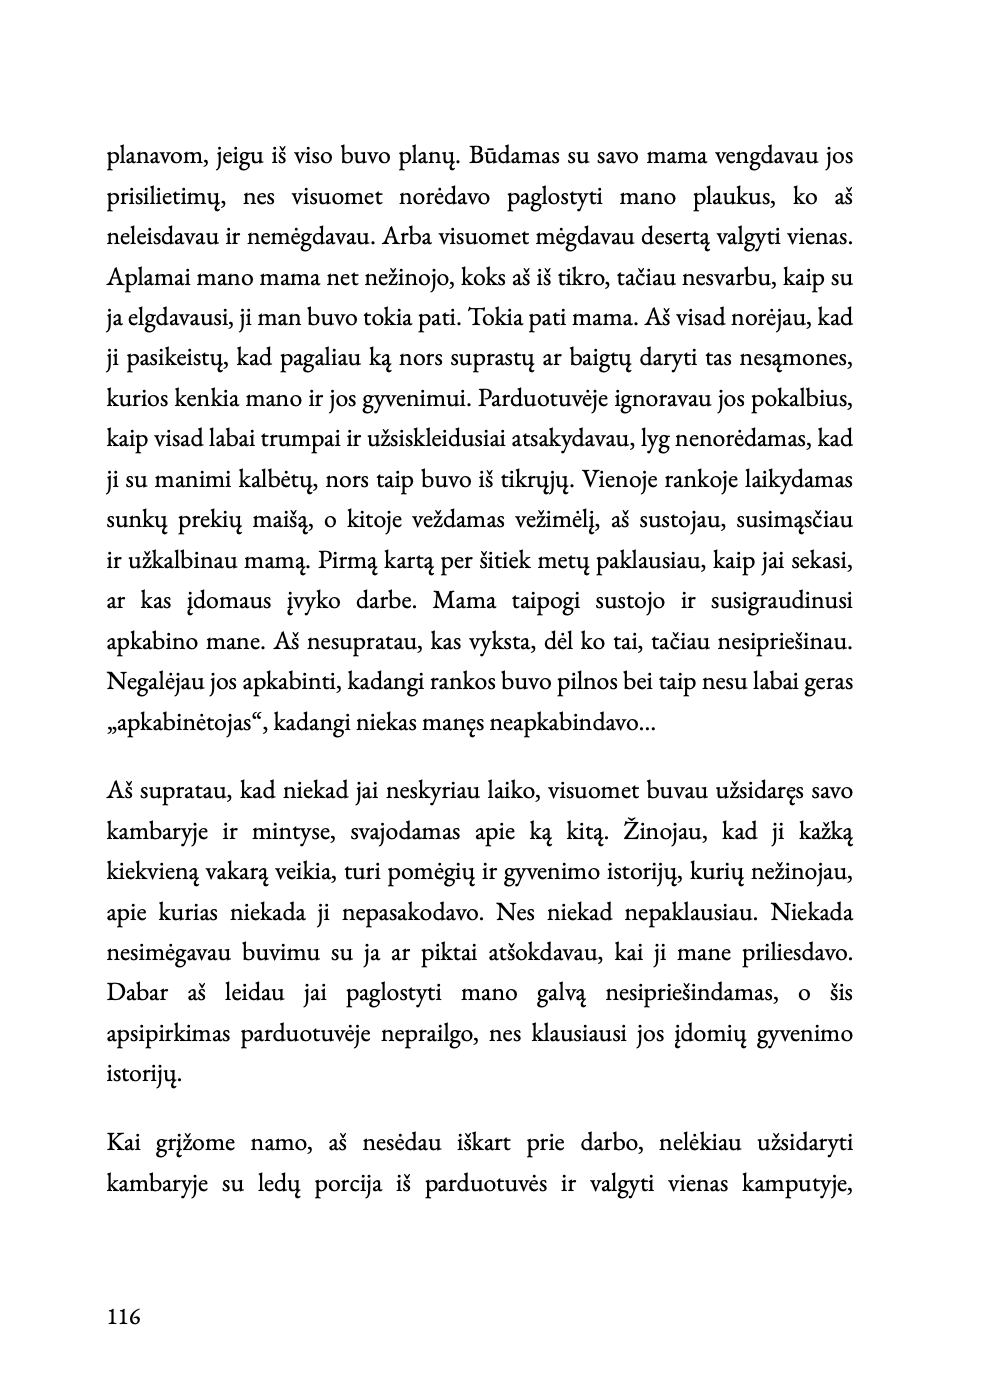 planavom, jeigu iš viso buvo planų. Būdamas su savo mama vengdavau jos
prisilietimų, nes visuomet norėdavo paglostyti mano plaukus, ko aš
neleisdavau ir nemėgdavau. Arba visuomet mėgdavau desertą valgyti vienas.
Aplamai mano mama net nežinojo, koks aš iš tikro, tačiau nesvarbu, kaip su
ja elgdavausi, ji man buvo tokia pati. Tokia pati mama. Aš visad norėjau, kad
ji pasikeistų, kad pagaliau ką nors suprastų ar baigtų daryti tas nesąmones,
kurios kenkia mano ir jos gyvenimui. Parduotuvėje ignoravau jos pokalbius,
kaip visad labai trumpai ir užsiskleidusiai atsakydavau, lyg nenorėdamas, kad
ji su manimi kalbėtų, nors taip buvo iš tikrųjų. Vienoje rankoje laikydamas
sunkų prekių maišą, o kitoje veždamas vežimėlį, aš sustojau, susimąsčiau
ir užkalbinau mamą. Pirmą kartą per šitiek metų paklausiau, kaip jai sekasi,
ar kas įdomaus įvyko darbe. Mama taipogi sustojo ir susigraudinusi
apkabino mane. Aš nesupratau, kas vyksta, dėl ko tai, tačiau nesipriešinau.
Negalėjau jos apkabinti, kadangi rankos buvo pilnos bei taip nesu labai geras
„apkabinėtojas“, kadangi niekas manęs neapkabindavo...
Aš supratau, kad niekad jai neskyriau laiko, visuomet buvau užsidaręs savo
kambaryje ir mintyse, svajodamas apie ką kitą. Žinojau, kad ji kažką
kiekvieną vakarą veikia, turi pomėgių ir gyvenimo istorijų, kurių nežinojau,
apie kurias niekada ji nepasakodavo. Nes niekad nepaklausiau. Niekada
nesimėgavau buvimu su ja ar piktai atšokdavau, kai ji mane priliesdavo.
Dabar aš leidau jai paglostyti mano galvą nesipriešindamas, o šis
apsipirkimas parduotuvėje neprailgo, nes klausiausi jos įdomių gyvenimo
istorijų.
Kai grįžome namo, aš nesėdau iškart prie darbo, nelėkiau užsidaryti
kambaryje su ledų porcija iš parduotuvės ir valgyti vienas kamputyje,
116